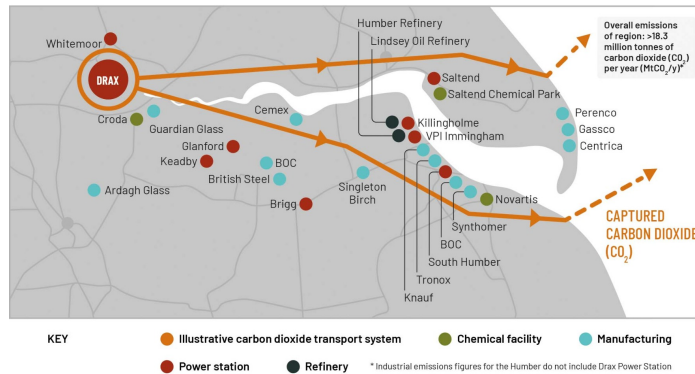 Humber Refinery
Lindsey Oil Refinery
Whitemoor
DRAX
Overall emissions
of region: >18.3
million tonnes of
carbon dioxide (CO₂)
per year (MtCO₂/y)*
Saltend
Saltend Chemical Park
Croda
Guardian Glass
Cemex
Killingholme
VPI Immingham
Perenco
Gassco
Centrica
Glanford
Keadby
BOC
British Steel
Ardagh Glass
Singleton
Birch
Brigg
Novartis
Synthomer
BOC
South Humber
Tronox
Knauf
CAPTURED
CARBON DIOXIDE
(CO₂)
KEY
Illustrative carbon dioxide transport system
Chemical facility
Manufacturing
Power station
Refinery
* Industrial emissions figures for the Humber do not include Drax Power Station